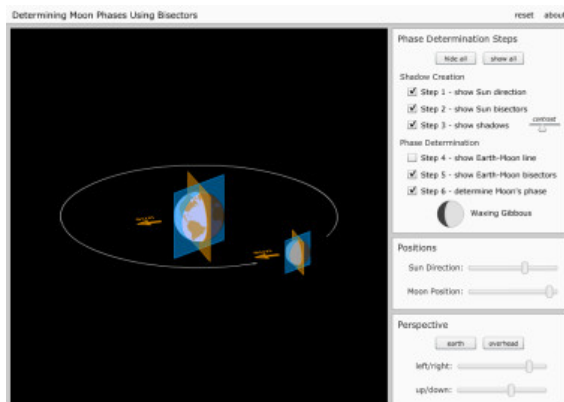 Determining Moon Phases Using Bisectors
reset about
Phase Determination Steps
hide all show all
Shadow Creation
Step 1 - show Sun direction
Step 2 - show Sun bisectors
Step 3 - show shadows
contrast
Phase Determination
Step 4 - show Earth-Moon line
Step 5 - show Earth-Moon bisectors
Step 6 - determine Moon's phase
Waxing Gibbous
Positions
Sun Direction:
Moon Position:
Perspective
earth overhead
left/right:
up/down: